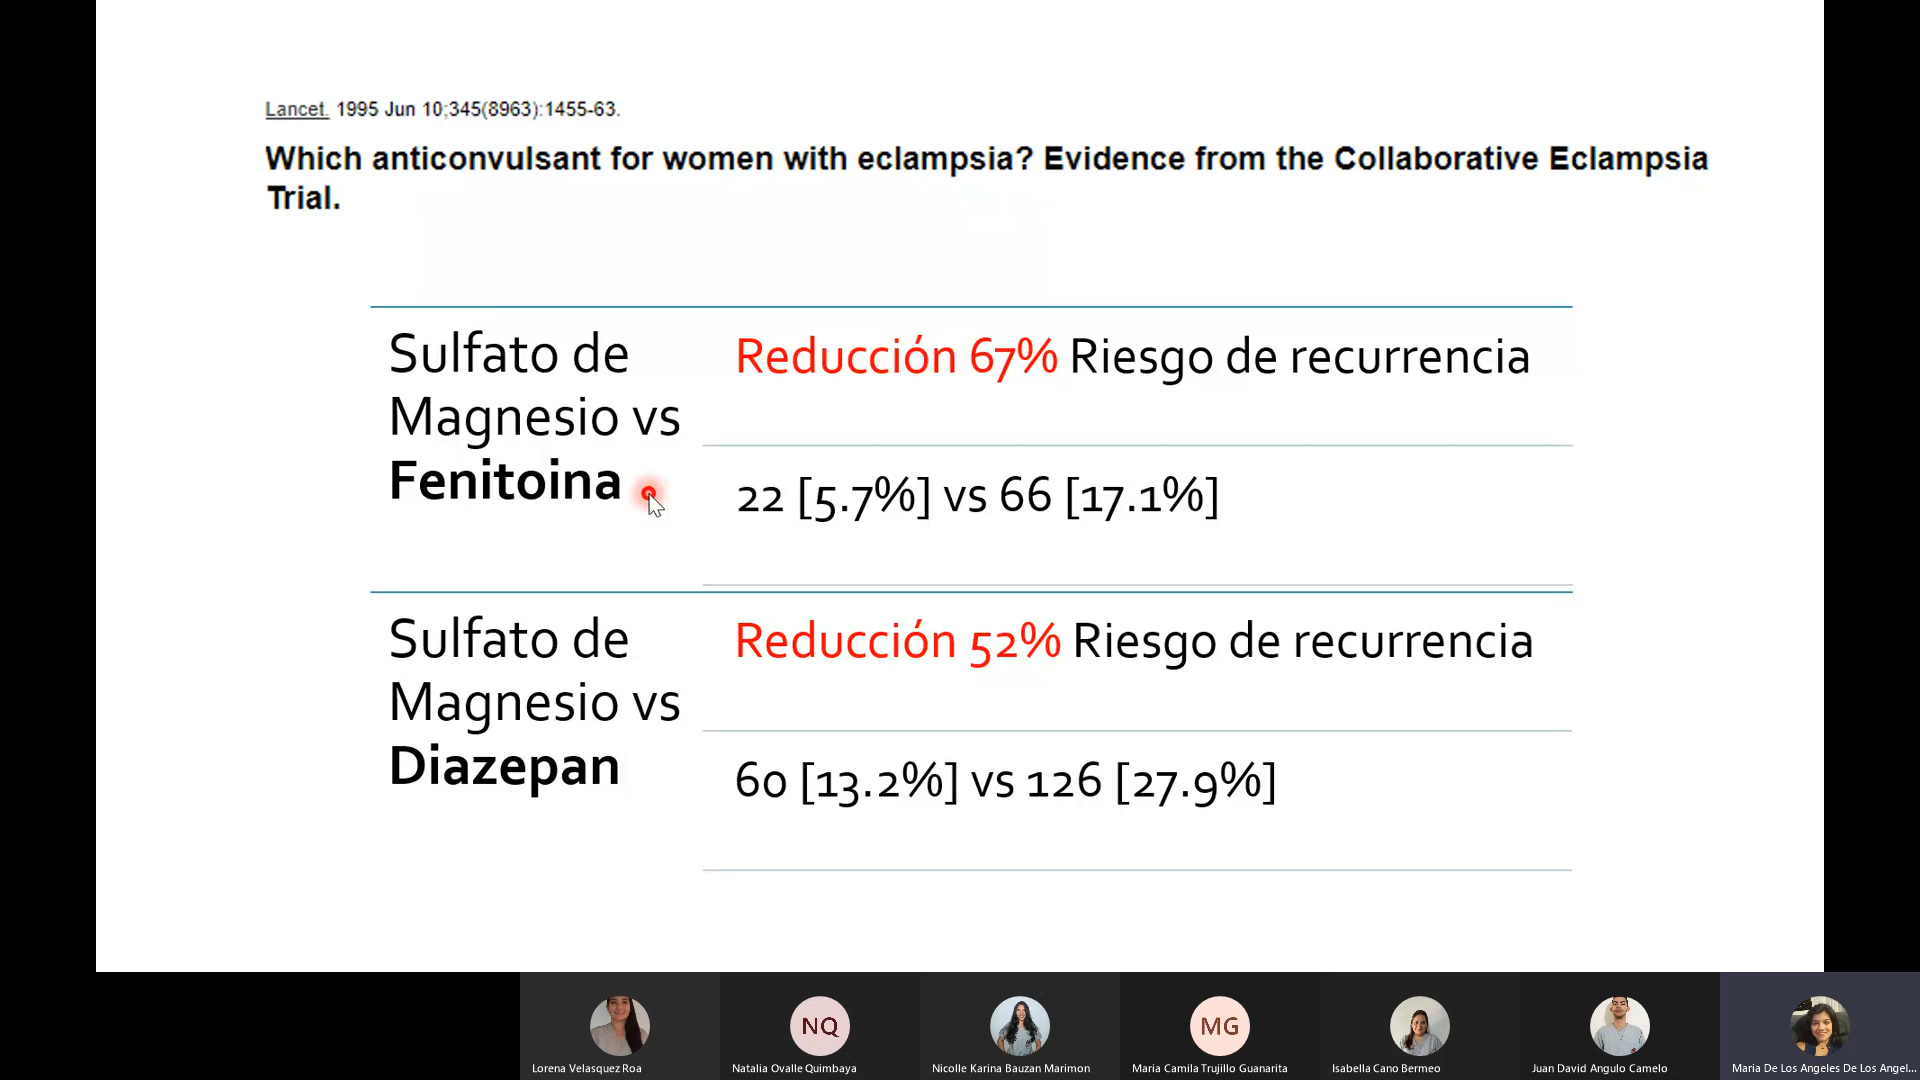 Lancet. 1995 Jun 10;345(8963):1455-63.
Which anticonvulsant for women with eclampsia? Evidence from the Collaborative Eclampsia
Trial.
Sulfato de
Magnesio vs
Fenitoina
Reducción 67% Riesgo de recurrencia
22 [5.7%] vs 66 [17.1%]
Sulfato de
Magnesio vs
Diazepan
Reducción 52% Riesgo de recurrencia
60 [13.2%] vs 126 [27.9%]
NQ
MG
Lorena Velasquez Roa
Natalia Ovalle Quimbaya
Nicolle Karina Bauzan Marimon
Maria Camila Trujillo Guanarita
Isabella Cano Bermeo
Juan David Angulo Camelo
Maria De Los Angeles De Los Angel...